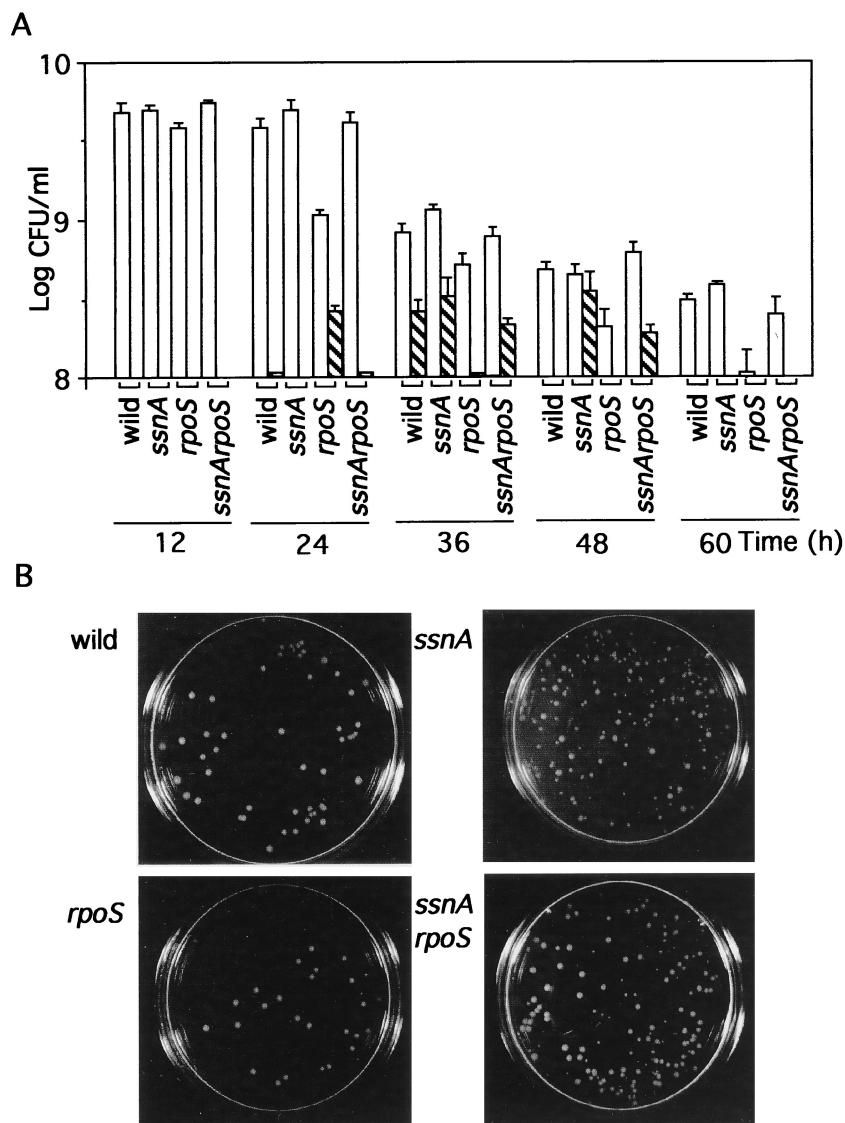 A
10
9
8
Log CFU/ml
wild ssnA rpoS ssnArpoS
wild ssnA rpoS ssnArpoS
wild ssnA rpoS ssnArpoS
wild ssnA rpoS ssnArpoS
wild ssnA rpoS ssnArpoS
12 24 36 48 60 Time (h)
B
wild
ssnA
rpoS
ssnA
rpoS